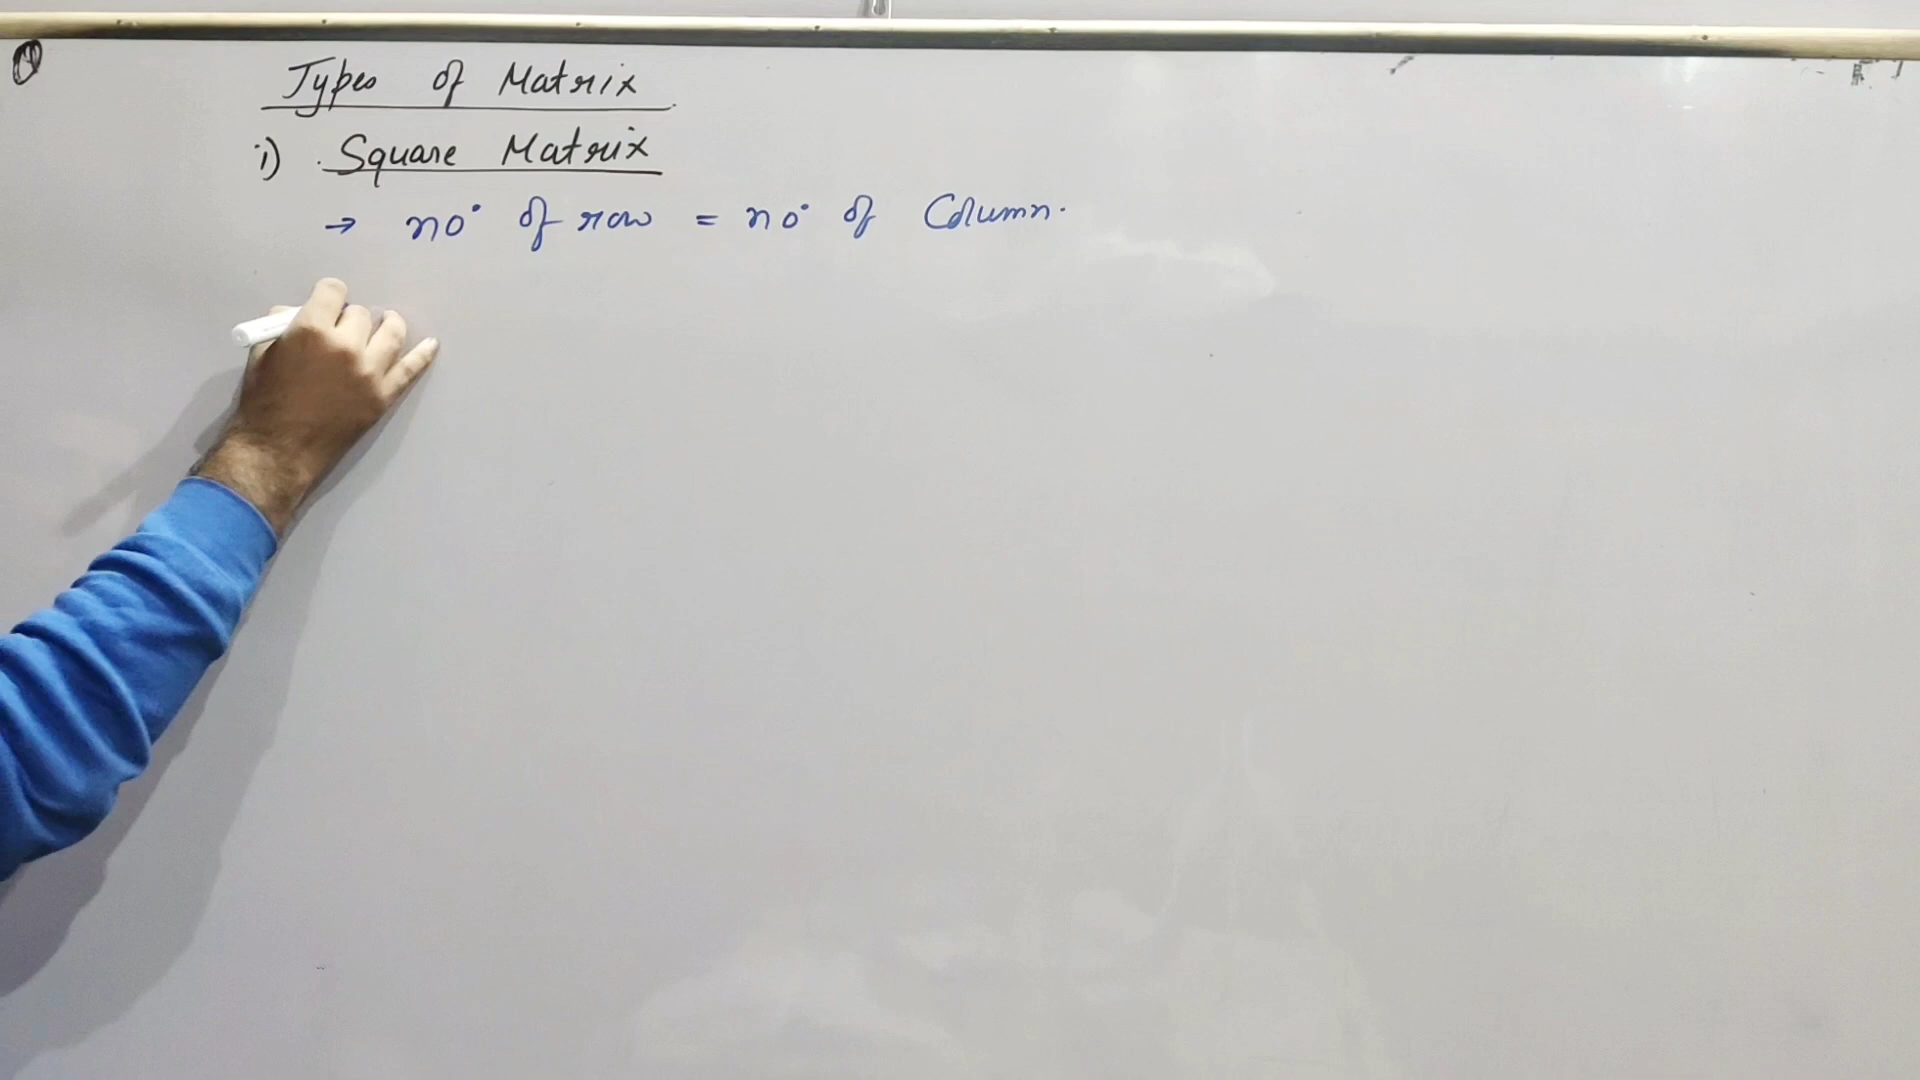 Types of Matrix
i) Square Matrix
→ no. of row = no. of Column.